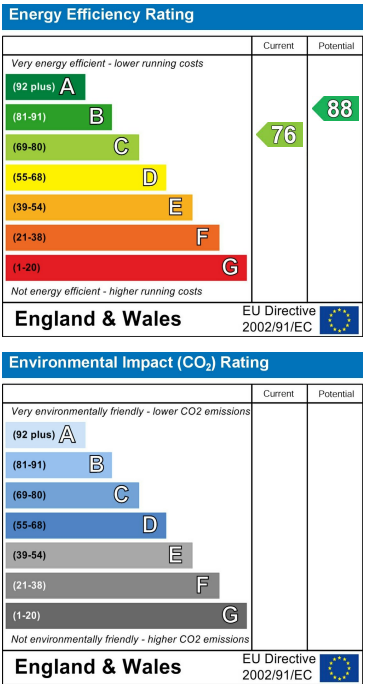 Energy Efficiency Rating
Current Potential
Very energy efficient - lower running costs
(92 plus) A
(81-91) B
(69-80) C
(55-68) D
(39-54) E
(21-38) F
(1-20) G
76
88
Not energy efficient - higher running costs
England & Wales
EU Directive
2002/91/EC
Environmental Impact (CO₂) Rating
Current Potential
Very environmentally friendly - lower CO2 emissions
(92 plus) A
(81-91) B
(69-80) C
(55-68) D
(39-54) E
(21-38) F
(1-20) G
Not environmentally friendly - higher CO2 emissions
England & Wales
EU Directive
2002/91/EC